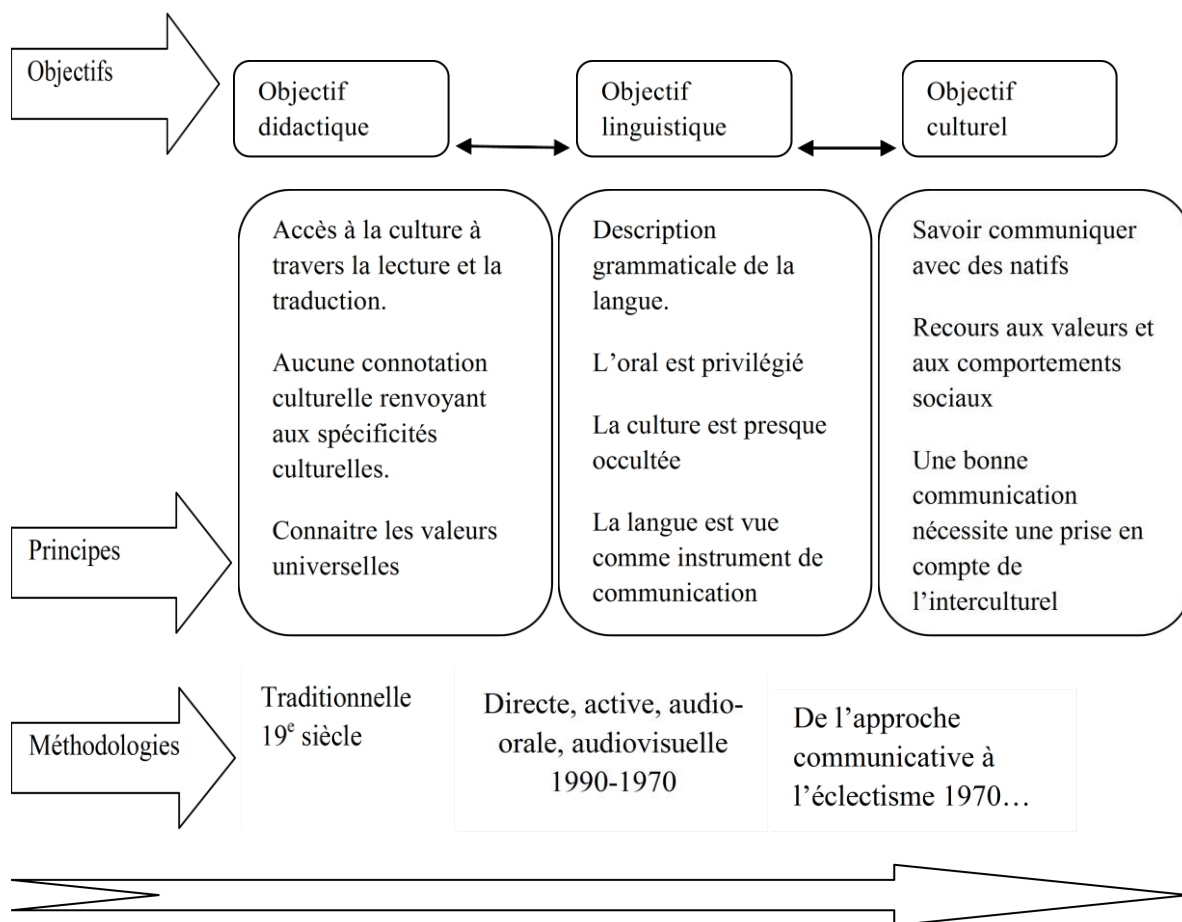 Objectifs
Objectif
didactique
Objectif
linguistique
Objectif
culturel
Principes
Accès à la culture à
travers la lecture et la
traduction.
Aucune connotation
culturelle renvoyant
aux spécificités
culturelles.
Connaitre les valeurs
universelles
Description
grammaticale de la
langue.
L’oral est privilégié
La culture est presque
occultée
La langue est vue
comme instrument de
communication
Savoir communiquer
avec des natifs
Recours aux valeurs et
aux comportements
sociaux
Une bonne
communication
nécessite une prise en
compte de
l’interculturel
Méthodologies
Traditionnelle
19e siècle
Directe, active, audio-
orale, audiovisuelle
1990-1970
De l’approche
communicative à
l’éclectisme 1970…